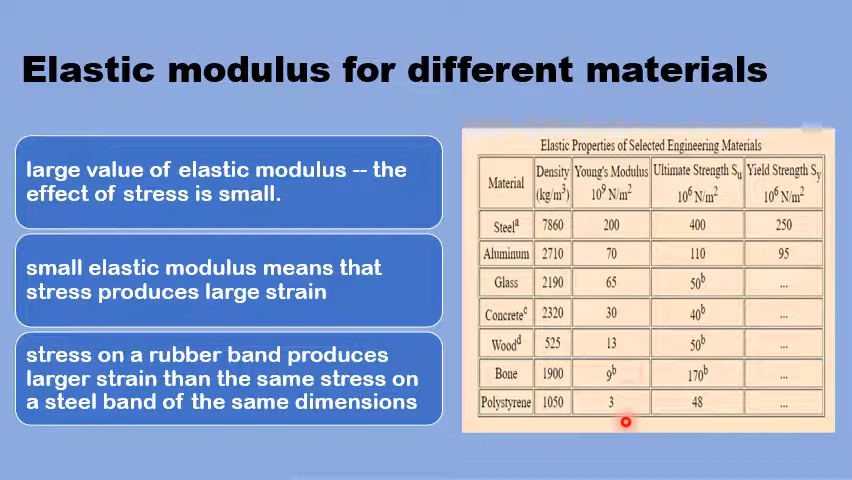 Elastic modulus for different materials
large value of elastic modulus -- the
effect of stress is small.
small elastic modulus means that
stress produces large strain
stress on a rubber band produces
larger strain than the same stress on
a steel band of the same dimensions
Elastic Properties of Selected Engineering Materials
Material Density (kg/m³) Young's Modulus 10⁹ N/m² Ultimate Strength Sᵤ 10⁶ N/m² Yield Strength Sy 10⁶ N/m²
Steelᵃ 7860 200 400 250
Aluminum 2710 70 110 95
Glass 2190 65 50ᵇ ...
Concreteᶜ 2320 30 40ᵇ ...
Woodᵈ 525 13 50ᵇ ...
Bone 1900 9ᵇ 170ᵇ ...
Polystyrene 1050 3 48 ...